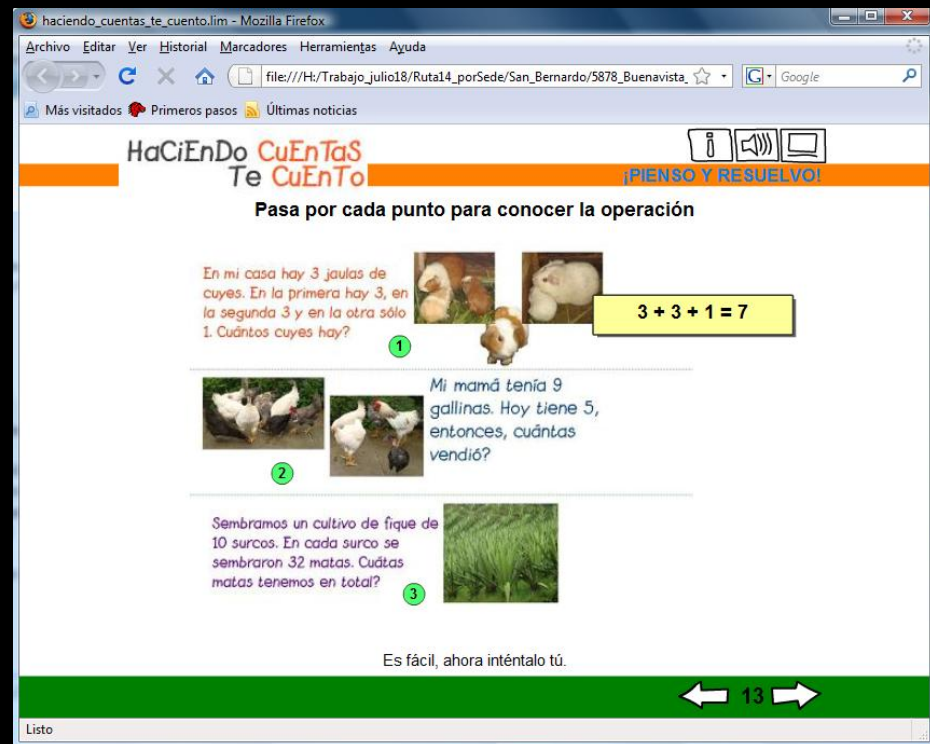 haciendo_cuentas_te_cuento.lim - Mozilla Firefox
Archivo Editar Ver Historial Marcadores Herramientas Ayuda
file:///H:/Trabajo_julio18/Ruta14_porSede/San_Bernardo/5878_Buenavista_
G Google
Más visitados Primeros pasos Últimas noticias
HaCiEnDo CuEnTaS
Te CuEnTo
¡PIENSO Y RESUELVO!
Pasa por cada punto para conocer la operación
En mi casa hay 3 jaulas de
cuyes. En la primera hay 3, en
la segunda 3 y en la otra sólo
1. Cuántos cuyes hay?
1
3 + 3 + 1 = 7
Mi mamá tenía 9
gallinas. Hoy tiene 5,
entonces, cuántas
vendió?
2
Sembramos un cultivo de fique de
10 surcos. En cada surco se
sembraron 32 matas. Cuátas
matas tenemos en total?
3
Es fácil, ahora inténtalo tú.
13
Listo